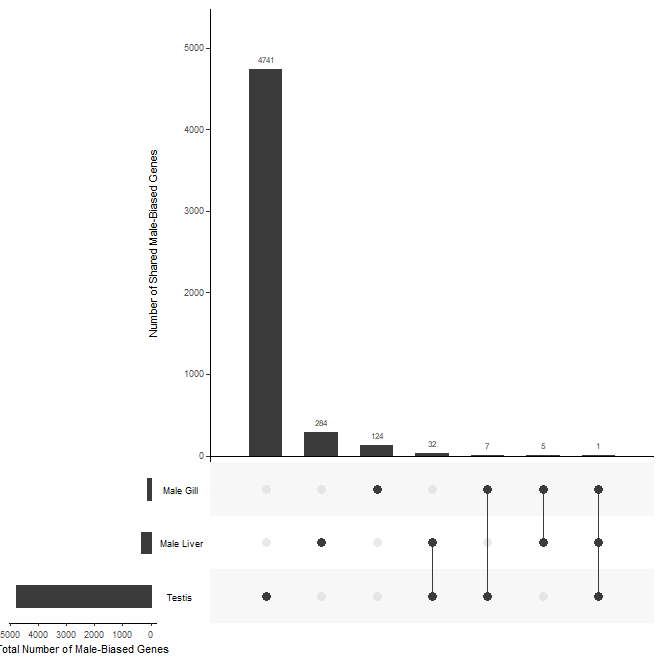 5000
4741
4000
3000
2000
1000
0
Number of Shared Male-Biased Genes
284
124
32
7
5
1
Male Gill
Male Liver
Testis
5000 4000 3000 2000 1000 0
Total Number of Male-Biased Genes